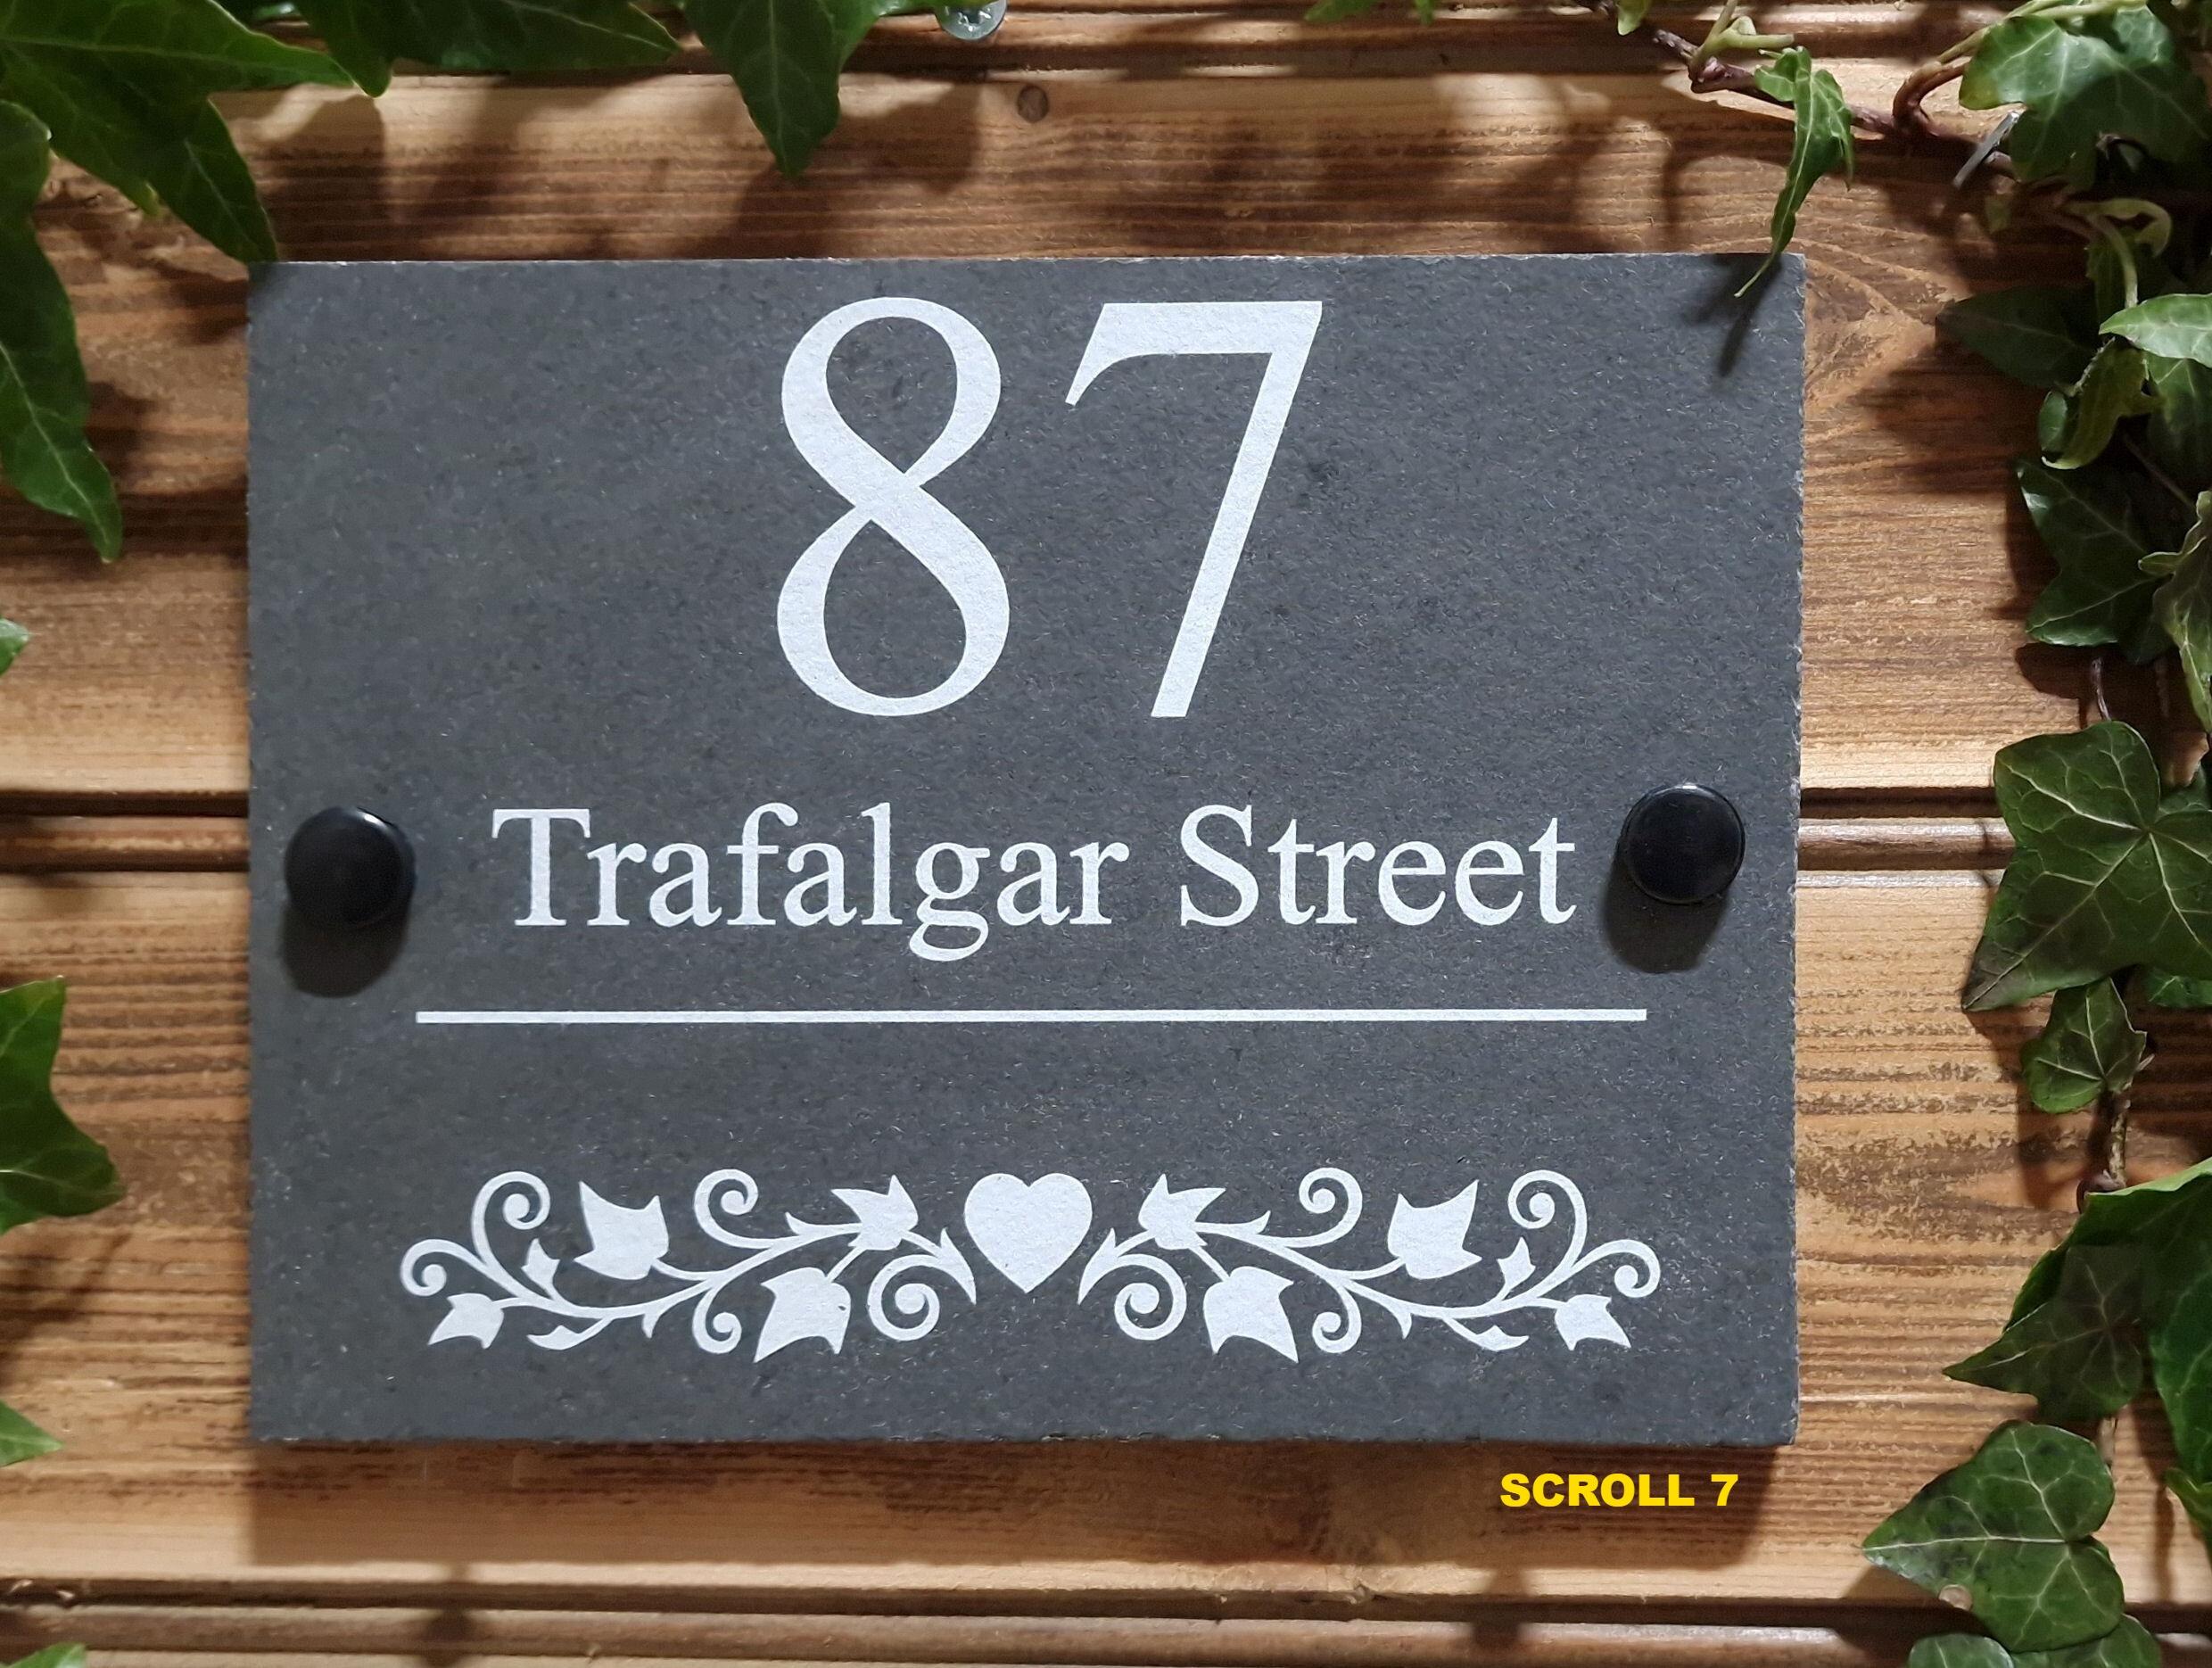 87
Trafalgar Street
SCROLL 7